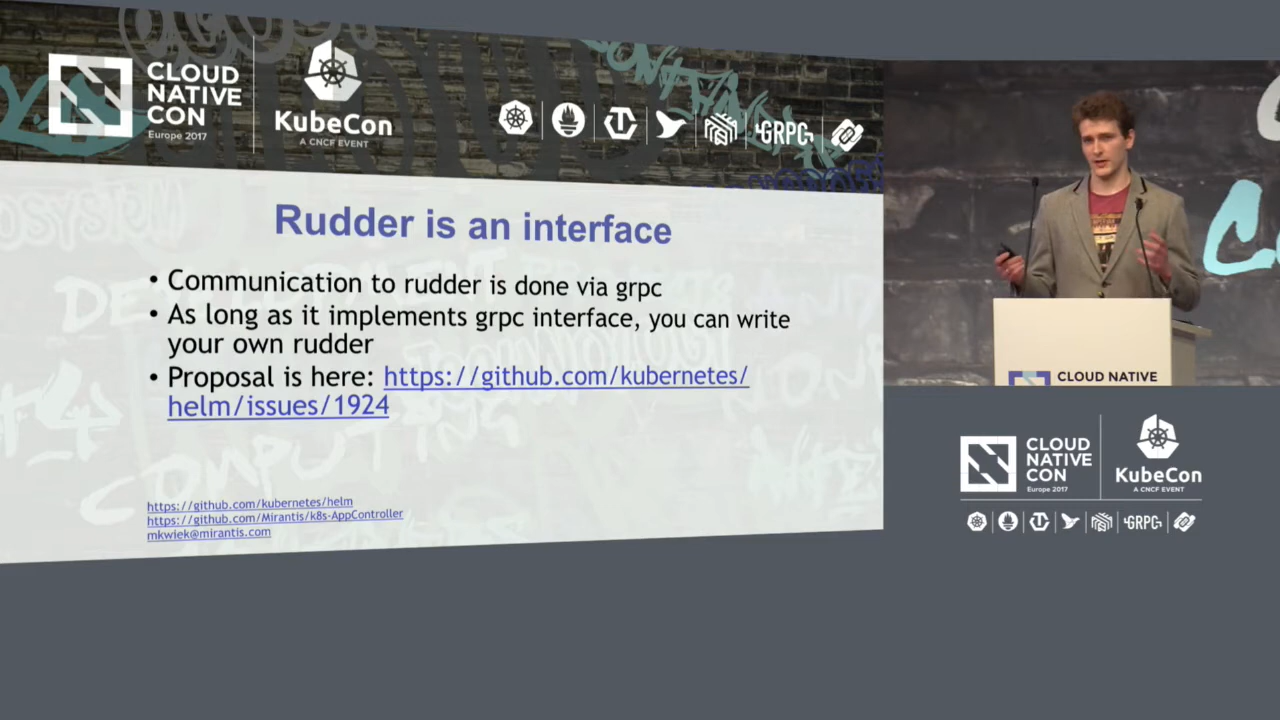 CLOUD
NATIVE
CON
Europe 2017
KubeCon
A CNCF EVENT
GRPC
Rudder is an interface
• Communication to rudder is done via grpc
• As long as it implements grpc interface, you can write
your own rudder
• Proposal is here: https://github.com/kubernetes/
helm/issues/1924
https://github.com/kubernetes/helm
https://github.com/Mirantis/k8s-AppController
mkwiek@mirantis.com
CLOUD NATIVE
CLOUD
NATIVE
CON
Europe 2017
KubeCon
A CNCF EVENT
GRPC